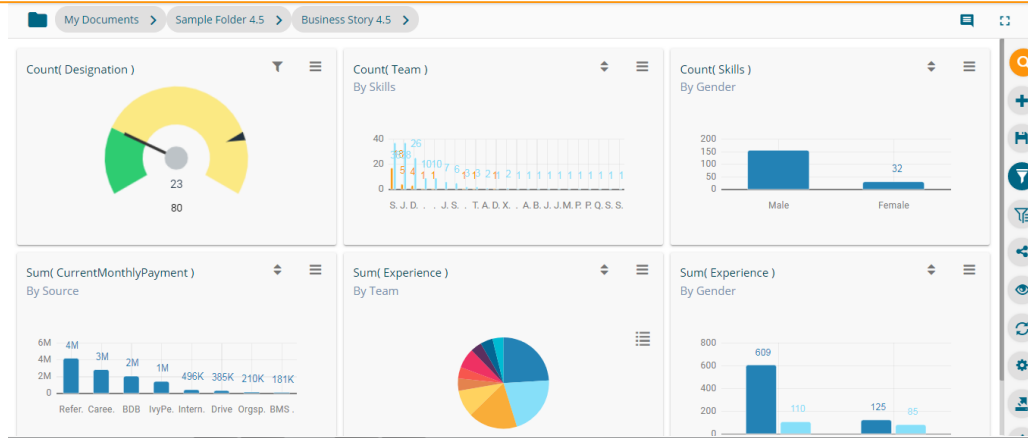 My Documents > Sample Folder 4.5 > Business Story 4.5 >
Count( Designation )
23
80
Count( Team )
By Skills
40
20
0
26
10 10 7 6
5 4
S. J. D. . . J. S. . T. A. D. X. . A. B. J. J. M. P. P. Q. S. S.
Count( Skills )
By Gender
200
150
100
50
0
32
Male Female
Sum( CurrentMonthlyPayment )
By Source
6M
4M
2M
0
4M 3M 2M 1M 496K 385K 210K 181K
Refer. Caree. BDB IvyPe. Intern. Drive Orgsp. BMS .
Sum( Experience )
By Team
Sum( Experience )
By Gender
800
600
400
200
0
609 110 125 85